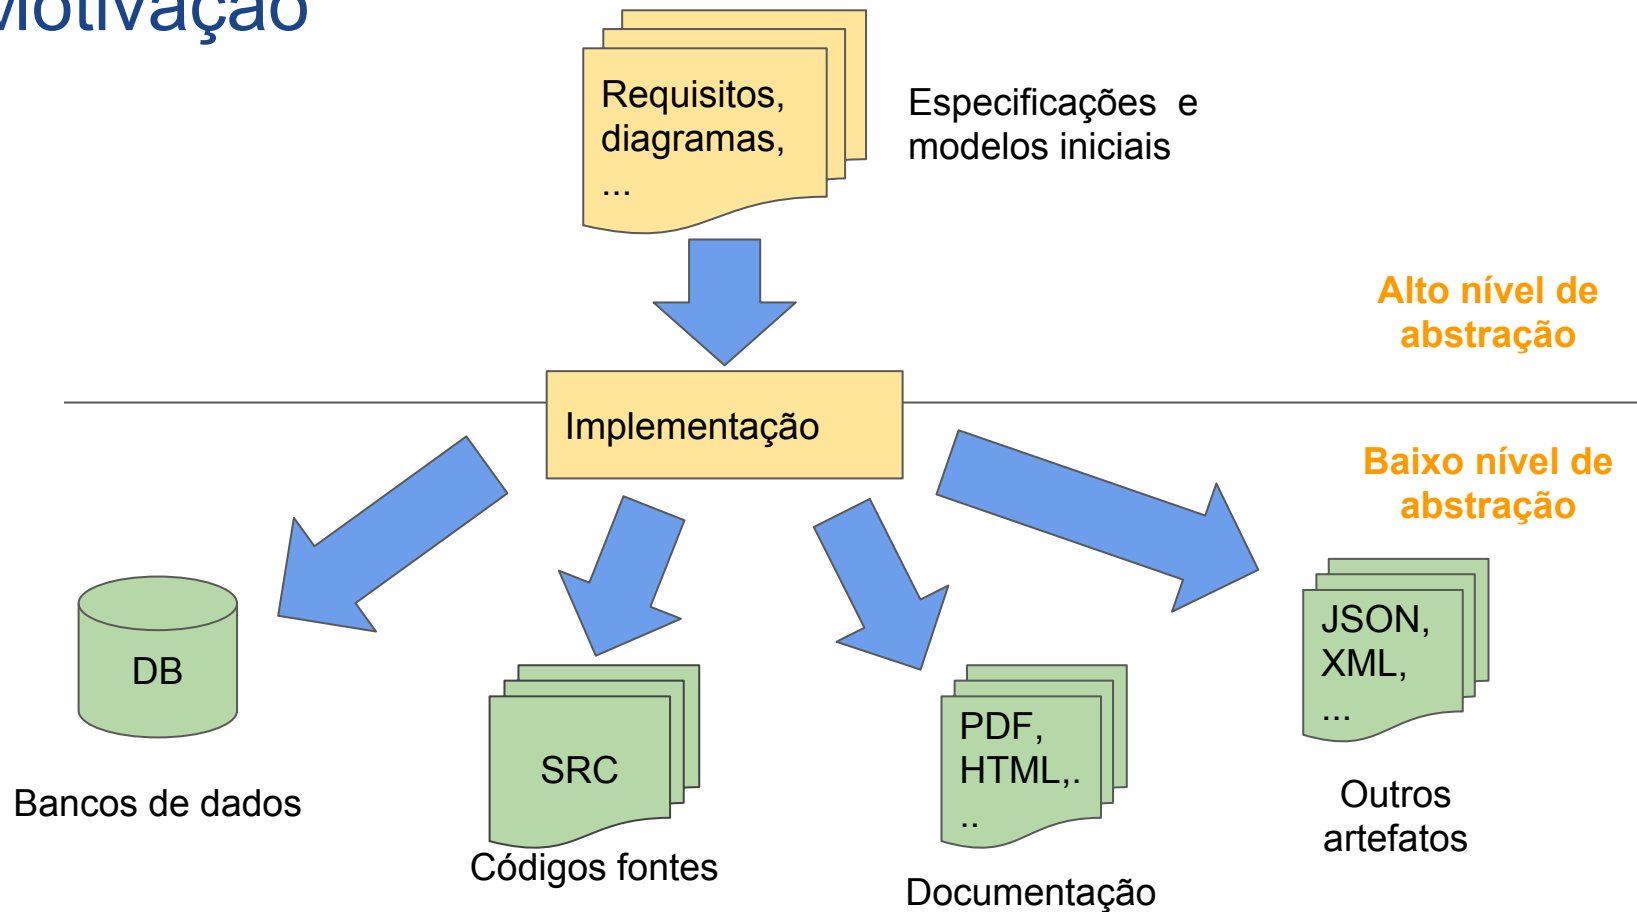 Motivação
Requisitos,
diagramas,
...
Especificações e
modelos iniciais
Alto nível de
abstração
Implementação
Baixo nível de
abstração
DB
Bancos de dados
SRC
Códigos fontes
PDF,
HTML,.
..
Documentação
JSON,
XML,
...
Outros
artefatos